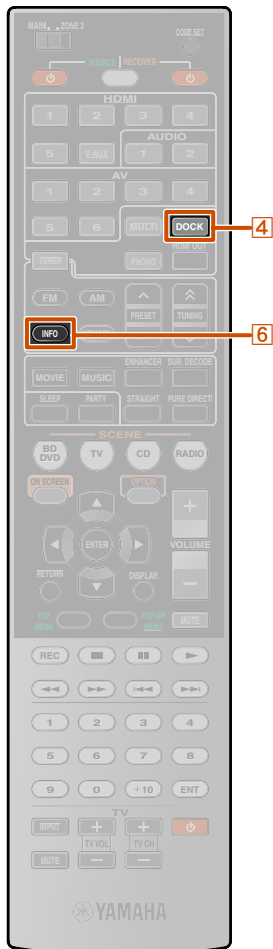 MAIN ZONE 2
CODE SET
SOURCE RECEIVER
HDMI
1 2 3 4
AUDIO
5 V-AUX 1 2
AV
1 2 3 4
5 6 MULTI DOCK 4
HDMI OUT
TUNER PHONO
FM AM
PRESET TUNING
INFO 6
ENHANCER SUR. DECODE
MOVIE MUSIC
SLEEP PARTY STRAIGHT PURE DIRECT
SCENE
BD DVD TV CD RADIO
ON SCREEN OPTION
+
ENTER VOLUME
RETURN DISPLAY
TOP MENU POP-UP MENU MUTE
REC
1 2 3 4
5 6 7 8
9 0 +10 ENT
TV
INPUT + +
TV VOL TV CH
MUTE
YAMAHA